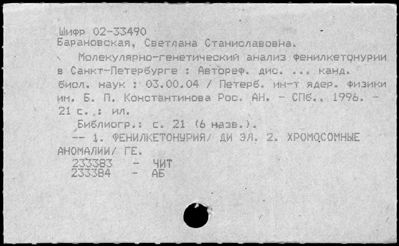 Шифр 02-33490
Барановская, Светлана Станиславовна.
Молекулярно-генетический анализ фенилкетонурии
в Санкт-Петербурге : Автореф. дис. ... канд.
биол. наук : 03.00.04 / Петерб. ин-т ядер. физики
им. Б. П. Константинова Рос. АН. - СПб., 1996. -
21 с. : ил.
Библиогр.: с. 21 (6 назв.).
-- 1. ФЕНИЛКЕТОНУРИЯ/ ДИ ЭЛ. 2. ХРОМОСОМНЫЕ
АНОМАЛИИ/ ГЕ.
233383 - ЧИТ
233384 - АБ